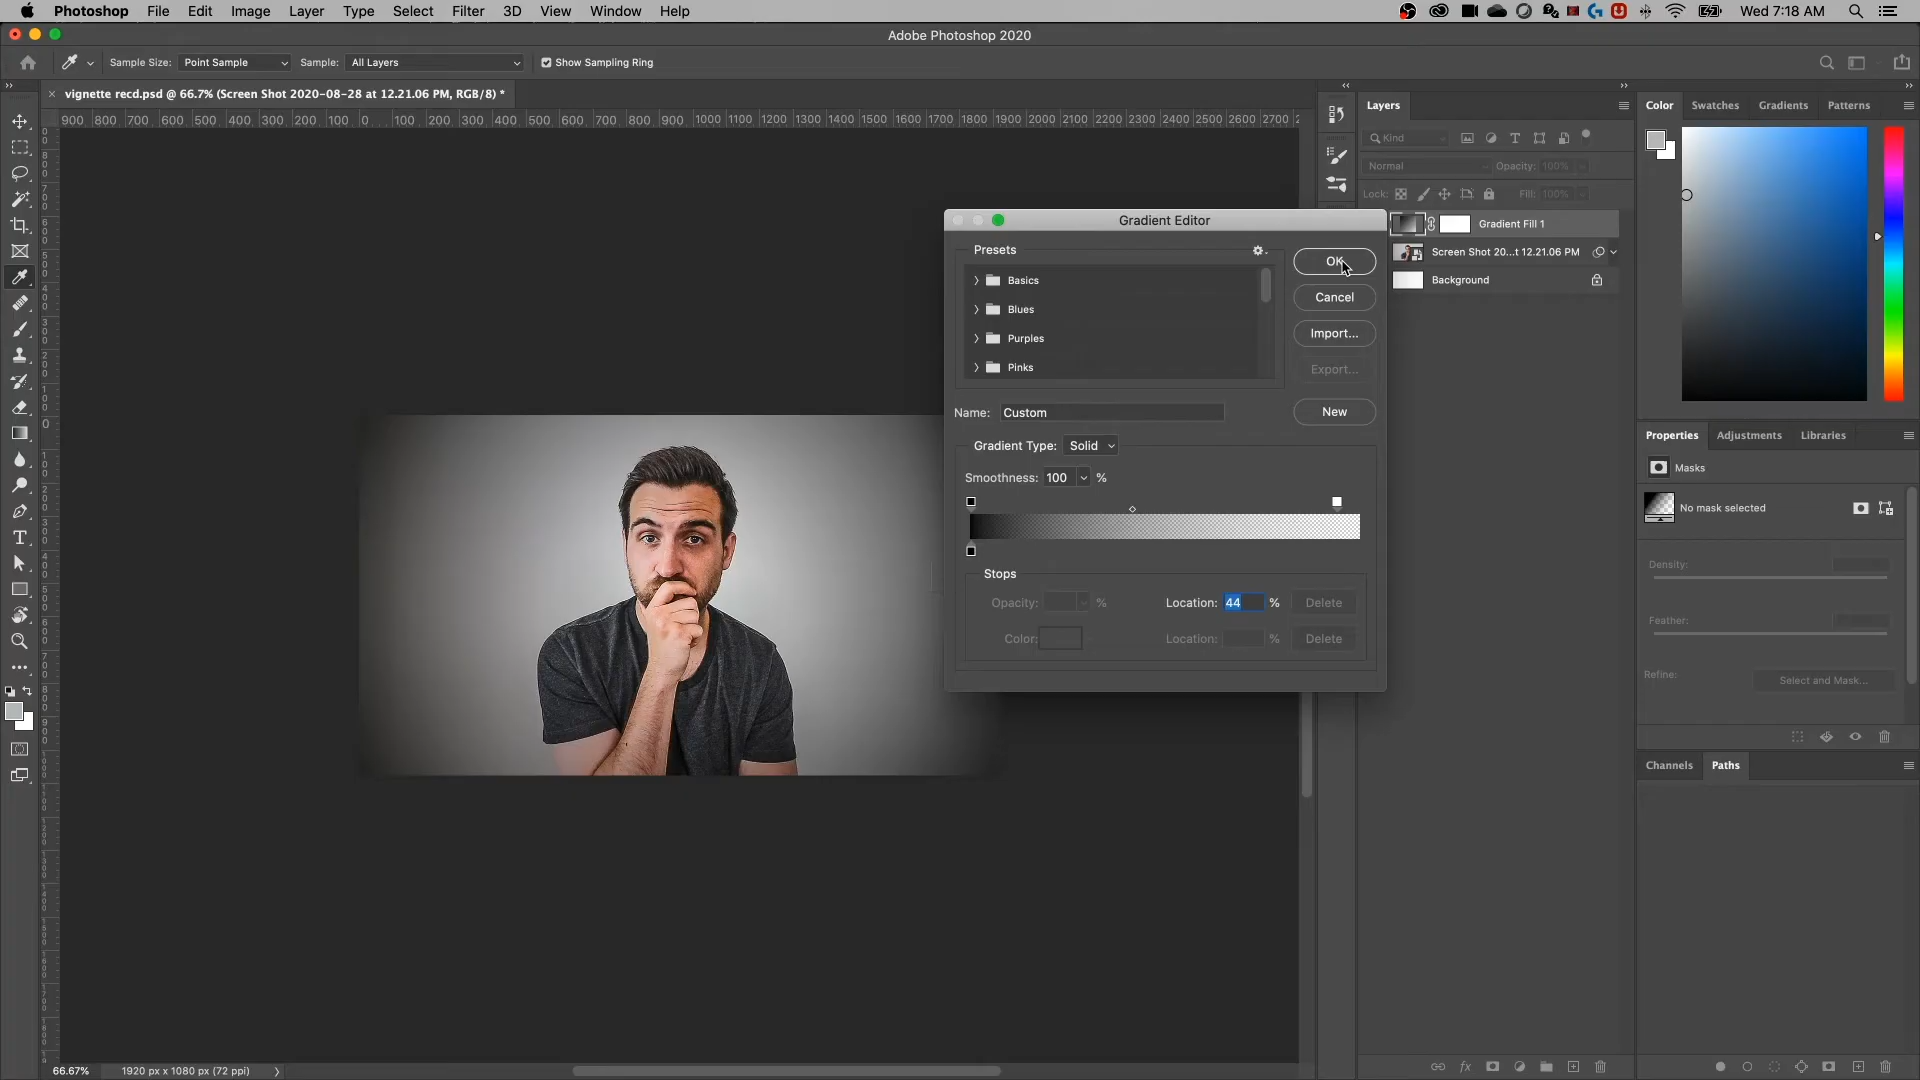 Photoshop File Edit Image Layer Type Select Filter 3D View Window Help Wed 7:18 AM
Adobe Photoshop 2020
Sample Size: Point Sample Sample: All Layers Show Sampling Ring
vignette recd.psd @ 66.7% (Screen Shot 2020-08-28 at 12.21.06 PM, RGB/8) *
900 800 700 600 500 400 300 200 100 0 100 200 300 400 500 600 700 800 900 1000 1100 1200 1300 1400 1500 1600 1700 1800 1900 2000 2100 2200 2300 2400 2500 2600 2700
Layers
Kind
Normal Opacity: 100%
Lock: Fill: 100%
Gradient Fill 1
Screen Shot 20...t 12.21.06 PM
Background
Color Swatches Gradients Patterns
Gradient Editor
Presets
Basics
Blues
Purples
Pinks
OK
Cancel
Import...
Export...
Name: Custom
New
Gradient Type: Solid
Smoothness: 100 %
Stops
Opacity: % Location: 44 % Delete
Color: Location: % Delete
Properties Adjustments Libraries
Masks
No mask selected
Density:
Feather:
Refine: Select and Mask...
Channels Paths
66.67% 1920 px x 1080 px (72 ppi)